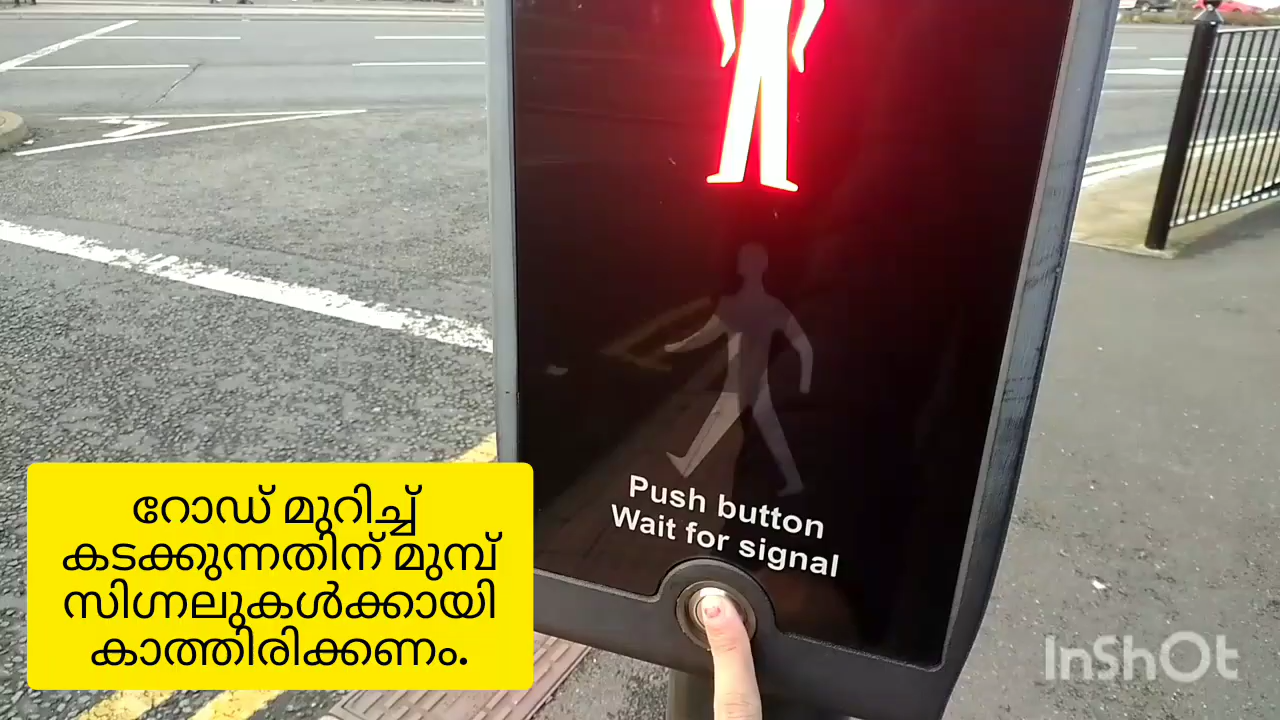 Push button
Wait for signal
റോഡ് മുറിച്ച്
കടക്കുന്നതിന് മുമ്പ്
സിഗ്നലുകൾക്കായി
കാത്തിരിക്കണം.
InShOt